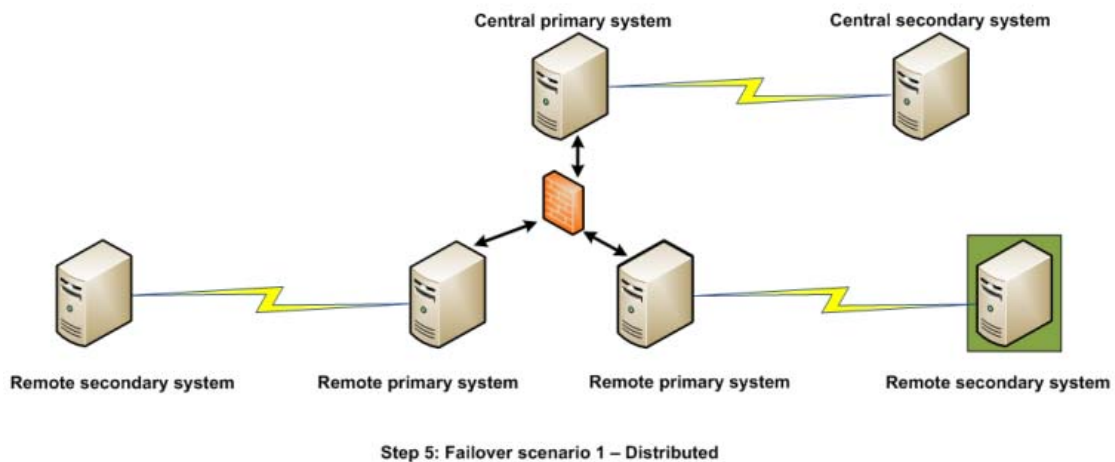 Central primary system
Central secondary system
Remote secondary system
Remote primary system
Remote primary system
Remote secondary system
Step 5: Failover scenario 1 – Distributed